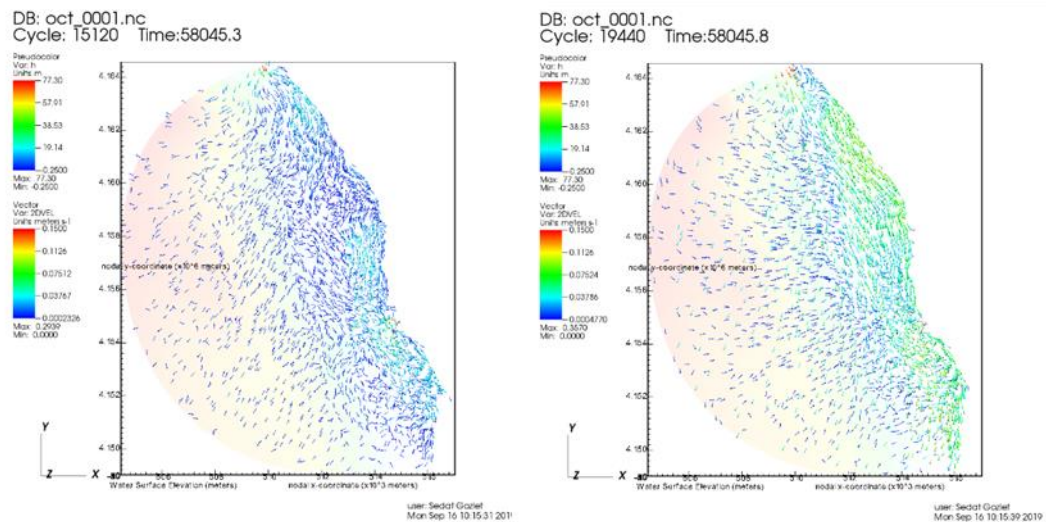 DB: oct_0001.nc
Cycle: 15120 Time:58045.3
Pseudocolor
Var: h
Units: m
77.30
57.91
38.53
19.14
-0.2500
Max: 77.30
Min: -0.2500
Vector
Var: 2DVEL
Units: meters s-1
0.1500
0.1126
0.07512
0.03767
0.0002326
Max: 0.2939
Min: 0.0000
4.164
4.162
4.160
4.158
nodal y-coordinate (x10^6 meters)
4.156
4.154
4.152
4.150
Water Surface Elevation (meters)
nodal x-coordinate (x10^3 meters)
Y
Z X
user: Sedat Gozlet
Mon Sep 16 10:15:31 201
DB: oct_0001.nc
Cycle: 19440 Time:58045.8
Pseudocolor
Var: h
Units: m
77.30
57.91
38.53
19.14
-0.2500
Max: 77.30
Min: -0.2500
Vector
Var: 2DVEL
Units: meters s-1
0.1500
0.1126
0.07524
0.03786
0.0004770
Max: 0.3570
Min: 0.0000
4.164
4.162
4.160
4.158
nodal y-coordinate (x10^6 meters)
4.156
4.154
4.152
4.150
Water Surface Elevation (meters)
nodal x-coordinate (x10^3 meters)
Y
Z X
user: Sedat Gozlet
Mon Sep 16 10:15:39 2019